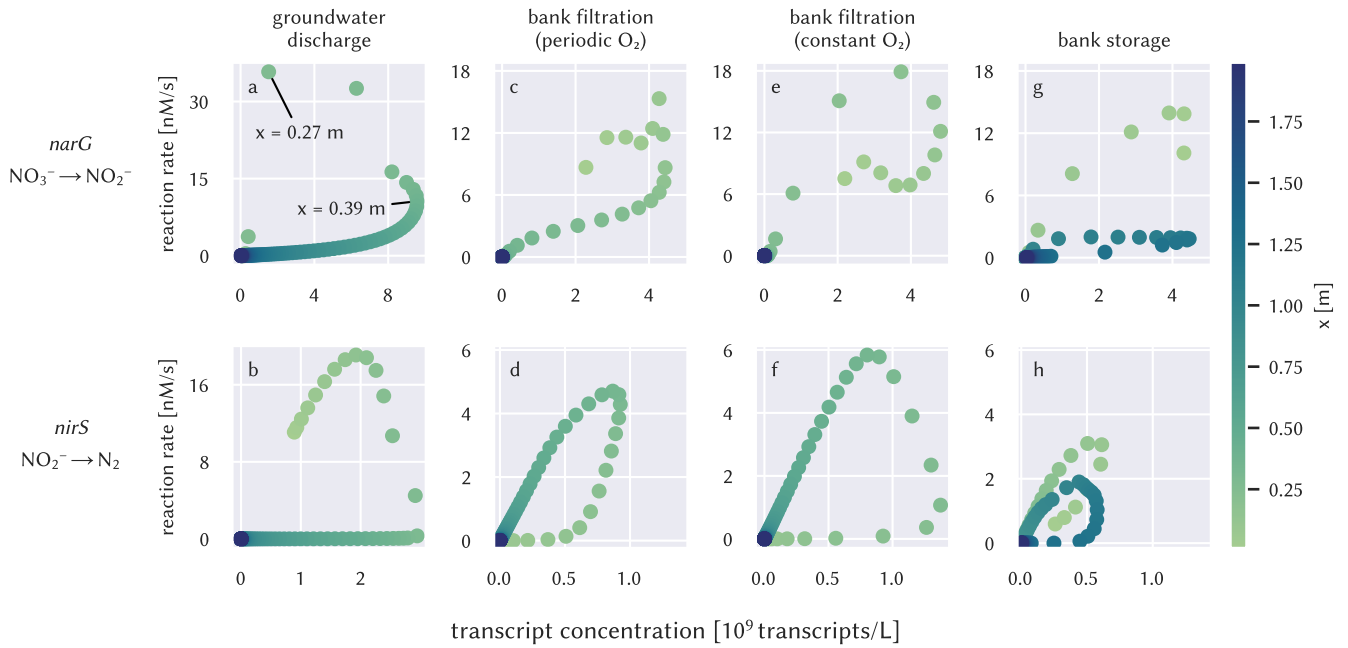 groundwater
discharge
bank filtration
(periodic O₂)
bank filtration
(constant O₂)
bank storage
narG
NO₃⁻ → NO₂⁻
reaction rate [nM/s]
30
15
0
a
x = 0.27 m
x = 0.39 m
0 4 8
18
12
6
0
c
0 2 4
18
12
6
0
e
0 2 4
18
12
6
0
g
0 2 4
nirS
NO₂⁻ → N₂
reaction rate [nM/s]
16
8
0
b
0 1 2
6
4
2
0
d
0.0 0.5 1.0
6
4
2
0
f
0.0 0.5 1.0
6
4
2
0
h
0.0 0.5 1.0
1.75
1.50
1.25
1.00
0.75
0.50
0.25
x [m]
transcript concentration [10⁹ transcripts/L]